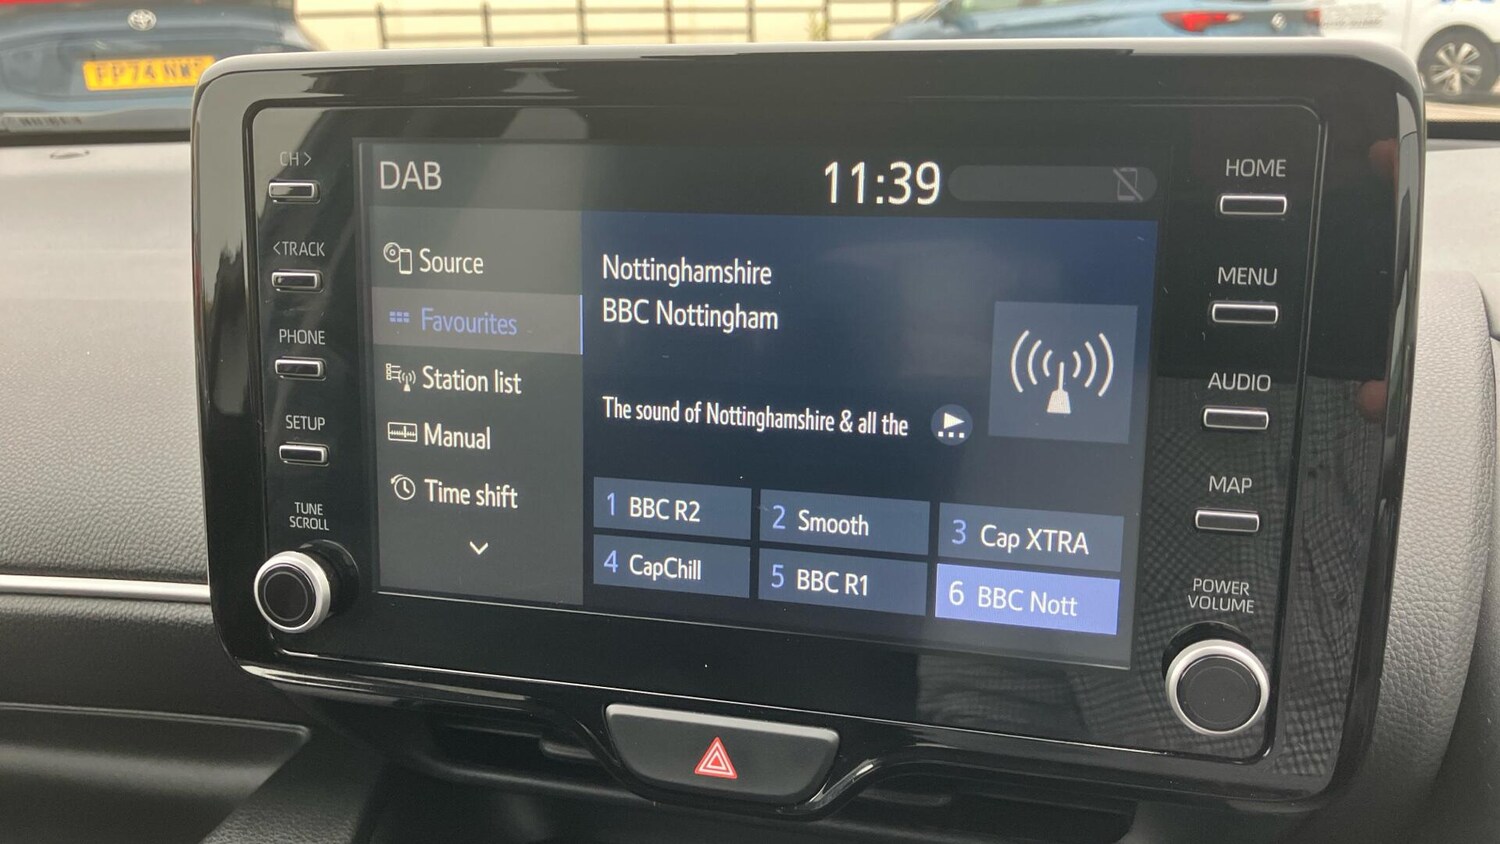 FP74 NWF
DAB
11:39
CH >
<TRACK
PHONE
SETUP
TUNE
SCROLL
Source
Favourites
Station list
Manual
Time shift
Nottinghamshire
BBC Nottingham
The sound of Nottinghamshire & all the
1 BBC R2
2 Smooth
3 Cap XTRA
4 CapChill
5 BBC R1
6 BBC Nott
HOME
MENU
AUDIO
MAP
POWER
VOLUME